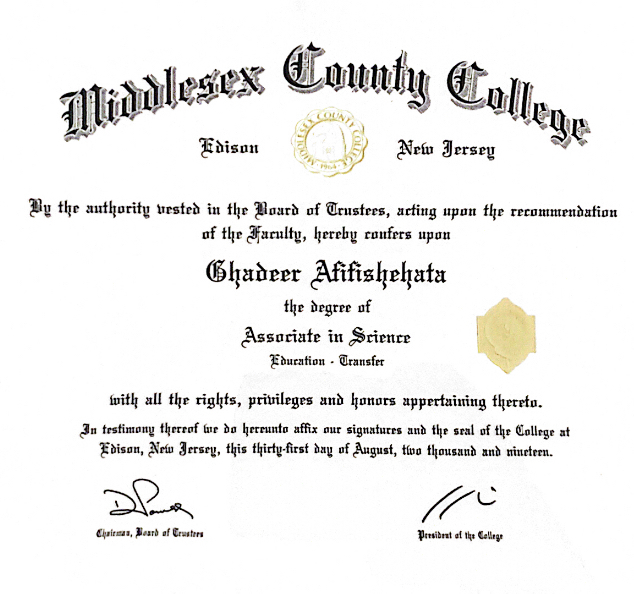 Middlesex County College
Edison New Jersey
MIDDLESEX COUNTY COLLEGE
1964
By the authority vested in the Board of Trustees, acting upon the recommendation
of the Faculty, hereby confers upon
Ghadeer Afifishehata
the degree of
Associate in Science
Education - Transfer
with all the rights, privileges and honors appertaining thereto.
In testimony thereof we do hereunto affix our signatures and the seal of the College at
Edison, New Jersey, this thirty-first day of August, two thousand and nineteen.
Chairman, Board of Trustees
President of the College